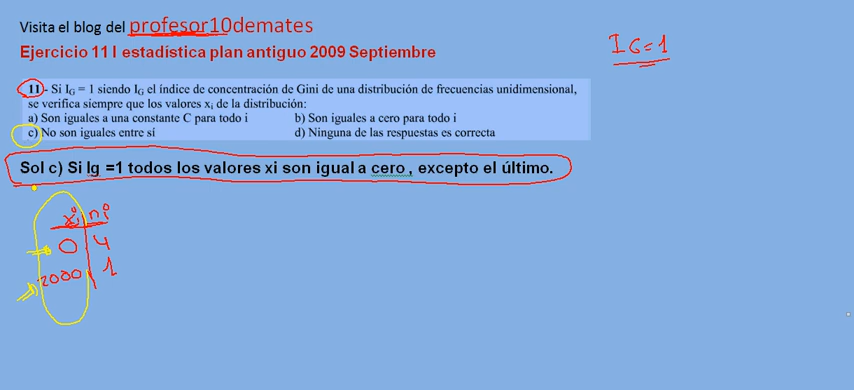 Visita el blog del profesor10demates
Ejercicio 11 I estadística plan antiguo 2009 Septiembre
IG=1
11.- Si IG = 1 siendo IG el índice de concentración de Gini de una distribución de frecuencias unidimensional,
se verifica siempre que los valores xi de la distribución:
a) Son iguales a una constante C para todo i b) Son iguales a cero para todo i
c) No son iguales entre sí d) Ninguna de las respuestas es correcta
Sol c) Si Ig =1 todos los valores xi son igual a cero , excepto el último.
xi ni
0 4
2000 1